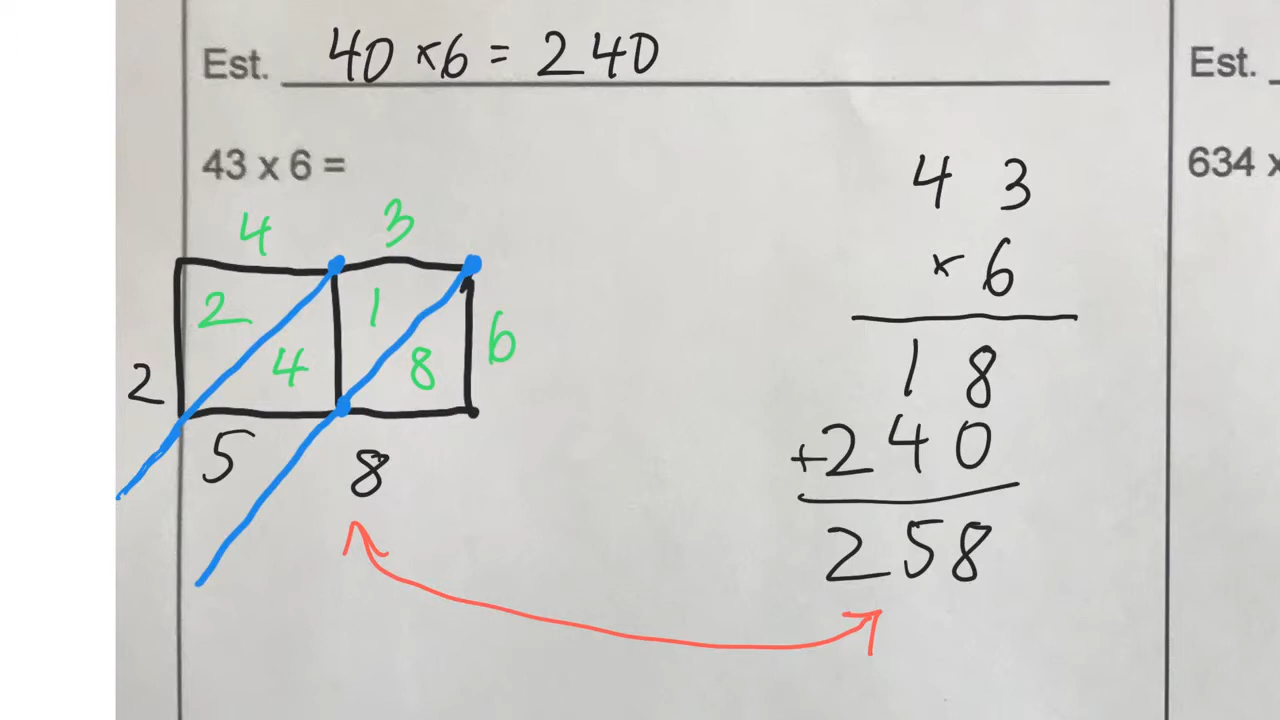 Est. 40 x6 = 240
Est.
43 x 6 =
634 x
4 3
2 1 6
4 8
2
5 8
4 3
x 6
1 8
+2 4 0
2 5 8